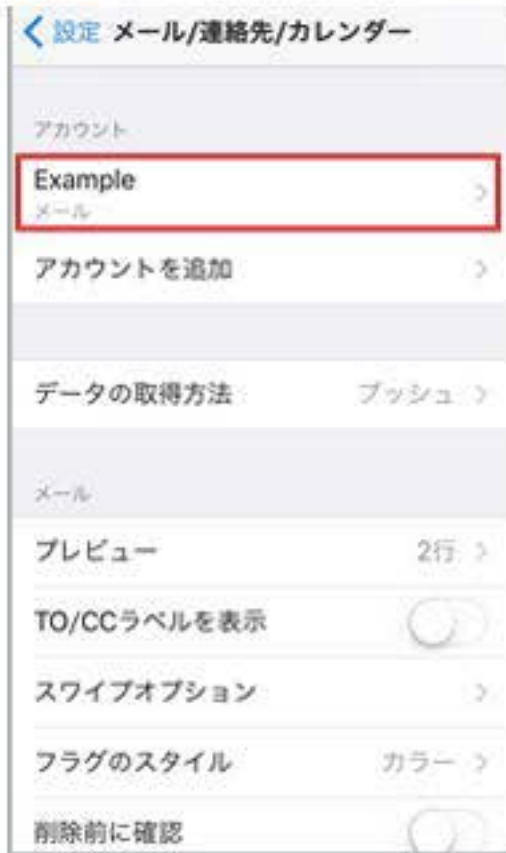 設定 メール/連絡先/カレンダー
アカウント
Example
メール
アカウントを追加
データの取得方法 プッシュ
メール
プレビュー 2行
TO/CCラベルを表示
スワイプオプション
フラグのスタイル カラー
削除前に確認